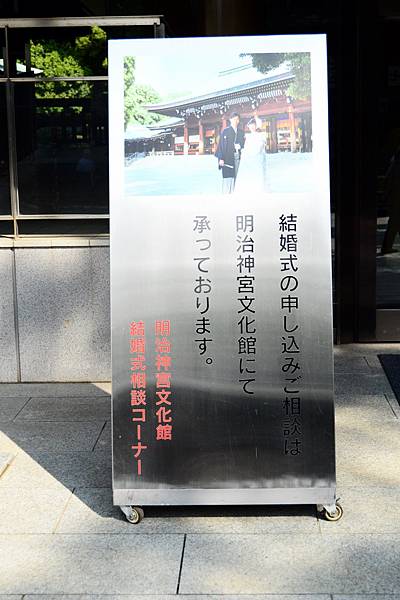 結婚式の申し込みご相談は
明治神宮文化館にて
承っております。
明治神宮文化館
結婚式相談コーナー